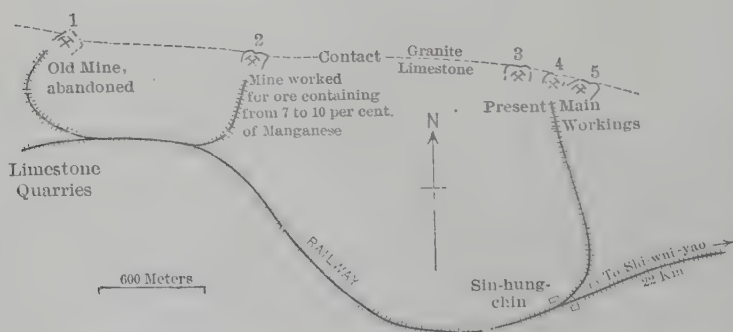 1
2
3
4
5
Contact
Granite
Limestone
Old Mine,
abandoned
Mine worked
for ore containing
from 7 to 10 per cent.
of Manganese
Present Main
Workings
N
Limestone
Quarries
RAILWAY
600 Meters
Sin-hung-
chin
To Shi-wni-yao
22 Km